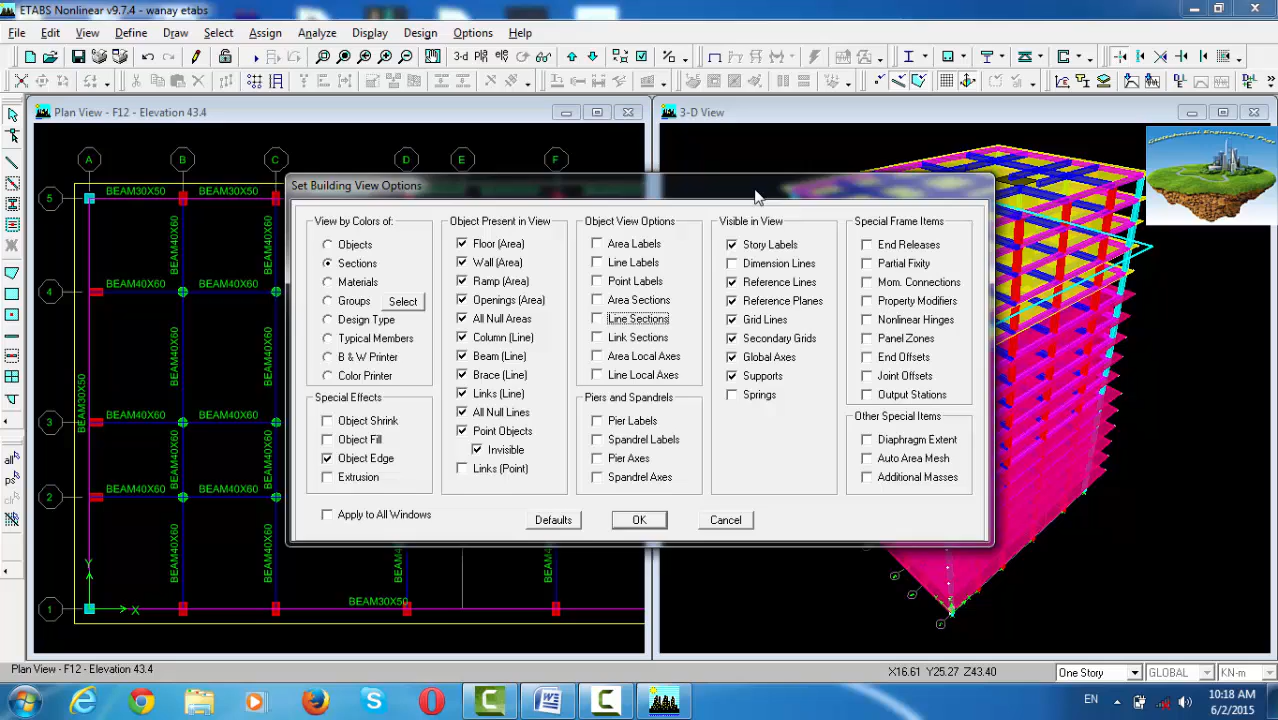 ETABS Nonlinear v9.7.4 - wanay etabs
File Edit View Define Draw Select Assign Analyze Display Design Options Help
3-d
Plan View - F12 - Elevation 43.4
3-D View
A B C D E F
5 BEAM30X50 BEAM30X50
BEAM40X60 BEAM40X60
4
BEAM30X50 BEAM40X60 BEAM40X60
3 BEAM40X60 BEAM40X60
BEAM40X60 BEAM40X60
2 BEAM40X60 BEAM40X60
BEAM40X60 BEAM40X60
Y
1 X BEAM30X50
Set Building View Options
View by Colors of:
Objects
Sections
Materials
Groups Select
Design Type
Typical Members
B & W Printer
Color Printer
Special Effects
Object Shrink
Object Fill
Object Edge
Extrusion
Apply to All Windows
Object Present in View
Floor (Area)
Wall (Area)
Ramp (Area)
Openings (Area)
All Null Areas
Column (Line)
Beam (Line)
Brace (Line)
Links (Line)
All Null Lines
Point Objects
Invisible
Links (Point)
Object View Options
Area Labels
Line Labels
Point Labels
Area Sections
Line Sections
Link Sections
Area Local Axes
Line Local Axes
Piers and Spandrels
Pier Labels
Spandrel Labels
Pier Axes
Spandrel Axes
Visible in View
Story Labels
Dimension Lines
Reference Lines
Reference Planes
Grid Lines
Secondary Grids
Global Axes
Supports
Springs
Special Frame Items
End Releases
Partial Fixity
Mom. Connections
Property Modifiers
Nonlinear Hinges
Panel Zones
End Offsets
Joint Offsets
Output Stations
Other Special Items
Diaphragm Extent
Auto Area Mesh
Additional Masses
Defaults OK Cancel
Plan View - F12 - Elevation 43.4 X16.61 Y25.27 Z43.40 One Story GLOBAL KN-m
EN 10:18 AM
6/2/2015